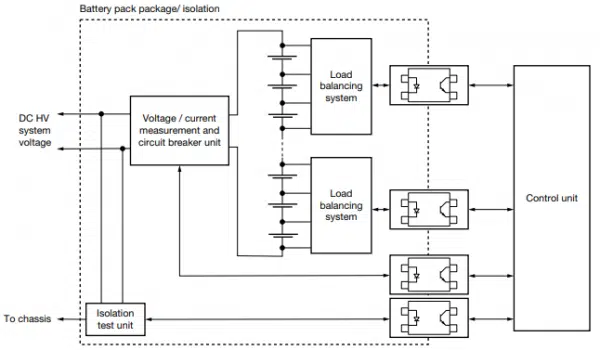 Battery pack package/ isolation
Load
balancing
system
DC HV
system
voltage
Voltage / current
measurement and
circuit breaker unit
Load
balancing
system
Control unit
To chassis
Isolation
test unit